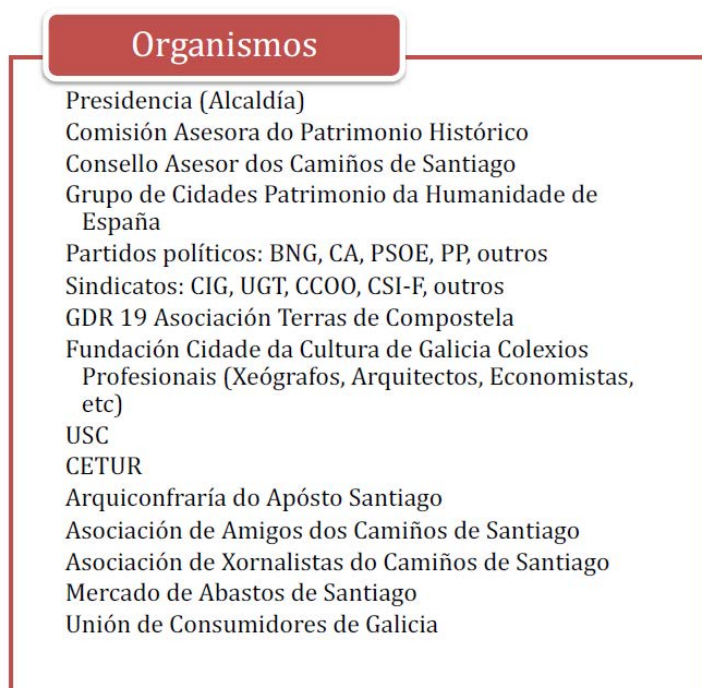 Organismos
Presidencia (Alcaldía)
Comisión Asesora do Patrimonio Histórico
Consello Asesor dos Camiños de Santiago
Grupo de Cidades Patrimonio da Humanidade de
España
Partidos políticos: BNG, CA, PSOE, PP, outros
Sindicatos: CIG, UGT, CCOO, CSI-F, outros
GDR 19 Asociación Terras de Compostela
Fundación Cidade da Cultura de Galicia Colexios
Profesionais (Xeógrafos, Arquitectos, Economistas,
etc)
USC
CETUR
Arquiconfraría do Apósto Santiago
Asociación de Amigos dos Camiños de Santiago
Asociación de Xornalistas do Camiños de Santiago
Mercado de Abastos de Santiago
Unión de Consumidores de Galicia